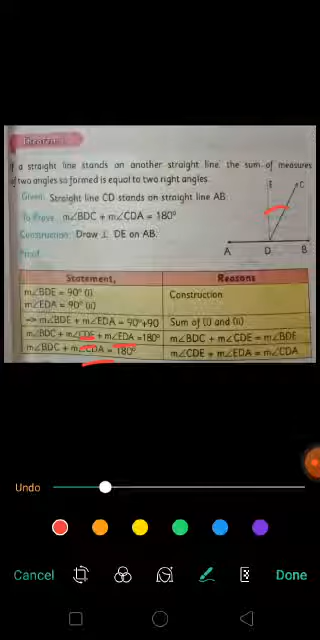 Theorem
If a straight line stands on another straight line, the sum of measures
of two angles so formed is equal to two right angles.
Given: Straight line CD stands on straight line AB.
To Prove: m∠BDC + m∠CDA = 180°
Construction: Draw ⊥ DE on AB.
Proof:
E C
A D B
Statement, Reasons
m∠BDE = 90° (i) Construction
m∠EDA = 90° (ii)
=> m∠BDE + m∠EDA = 90°+90 Sum of (i) and (ii)
m∠BDC + m∠CDE + m∠EDA =180° m∠BDC + m∠CDE = m∠BDE
m∠BDC + m∠CDA = 180° m∠CDE + m∠EDA = m∠CDA
Undo
Cancel Done